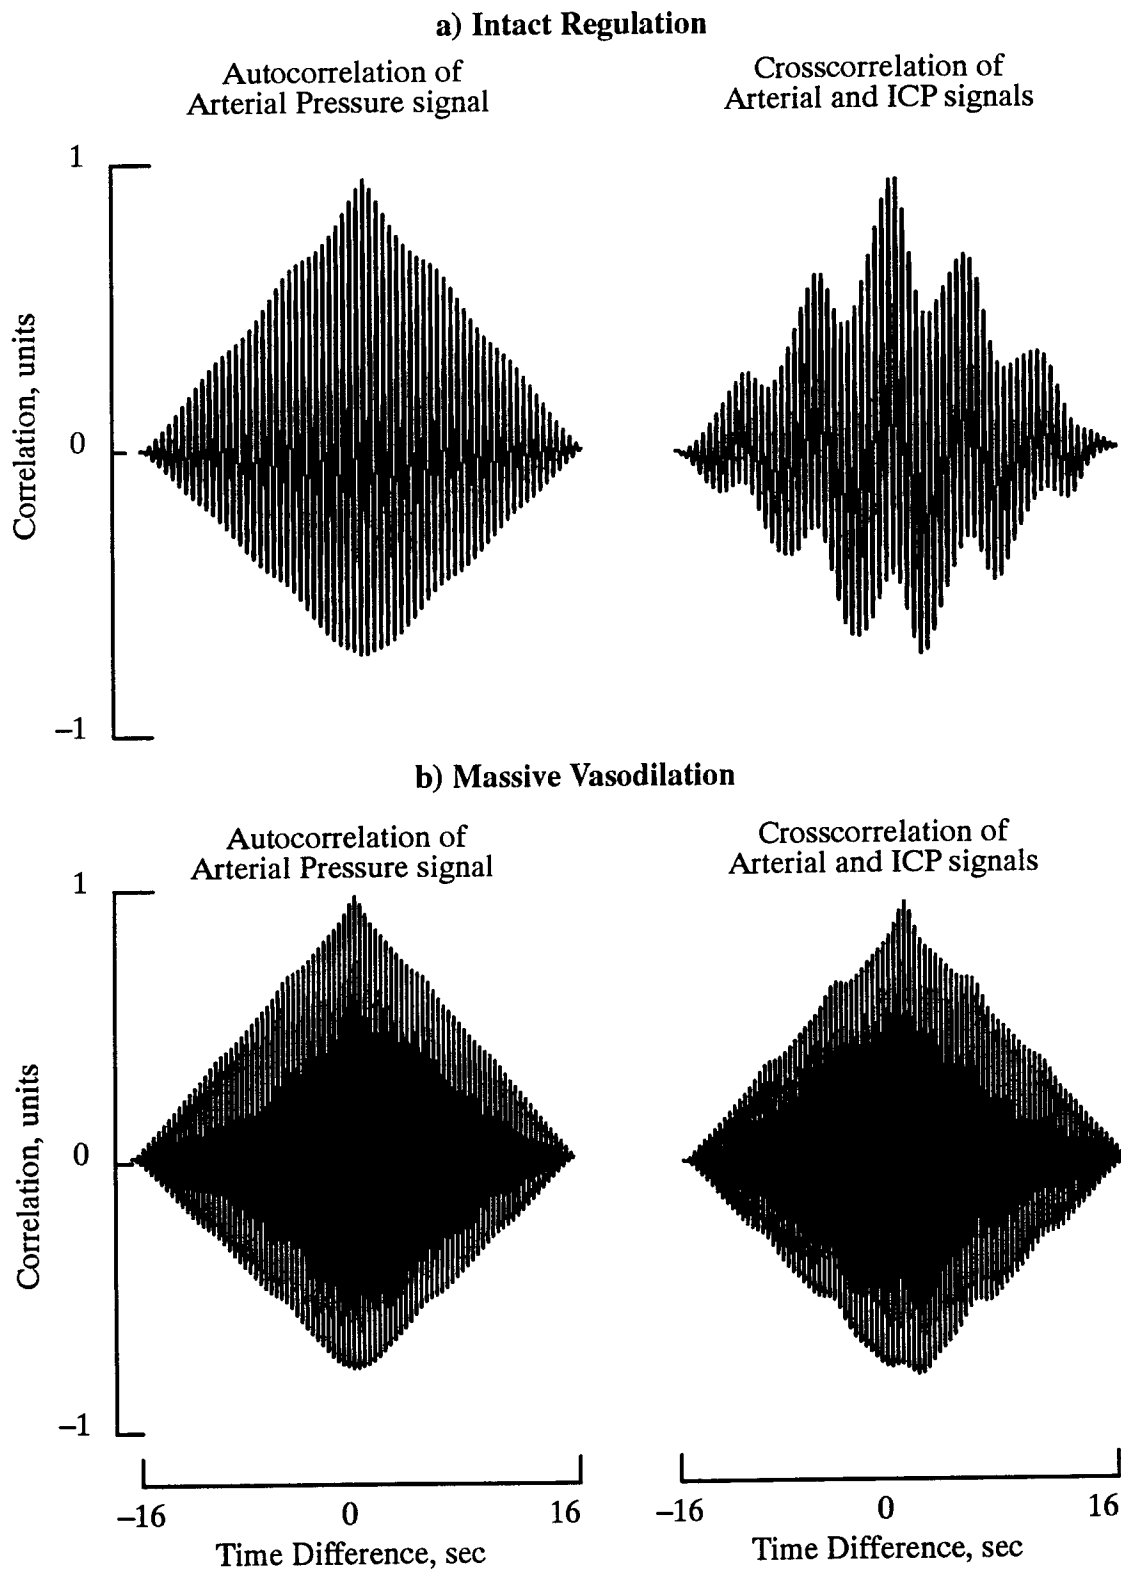 a) Intact Regulation
Autocorrelation of
Arterial Pressure signal
Crosscorrelation of
Arterial and ICP signals
1
0
–1
Correlation, units
b) Massive Vasodilation
Autocorrelation of
Arterial Pressure signal
Crosscorrelation of
Arterial and ICP signals
1
0
–1
Correlation, units
–16 0 16
Time Difference, sec
–16 0 16
Time Difference, sec